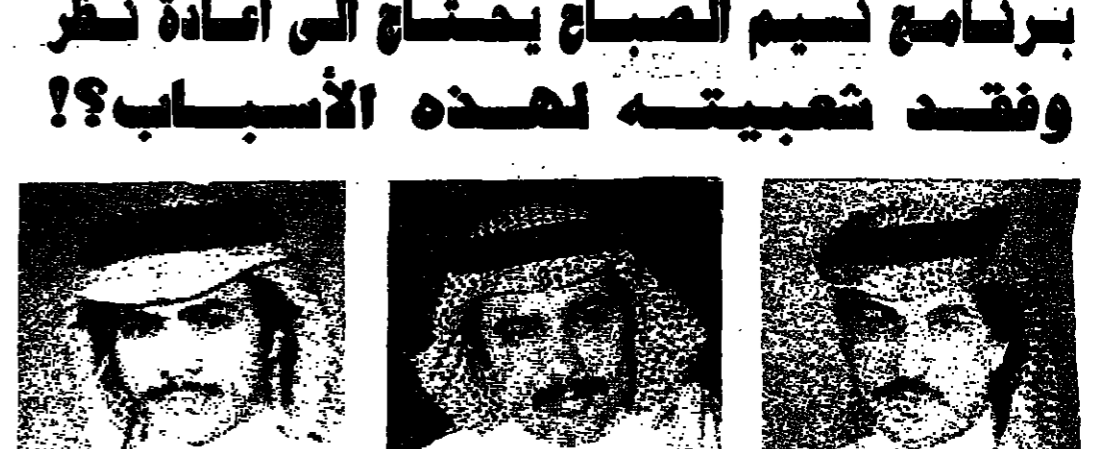 برنامج نسيم الصباح يحتاج الى اعادة نظر
وفقد شعبيته لهذه الأسباب؟!